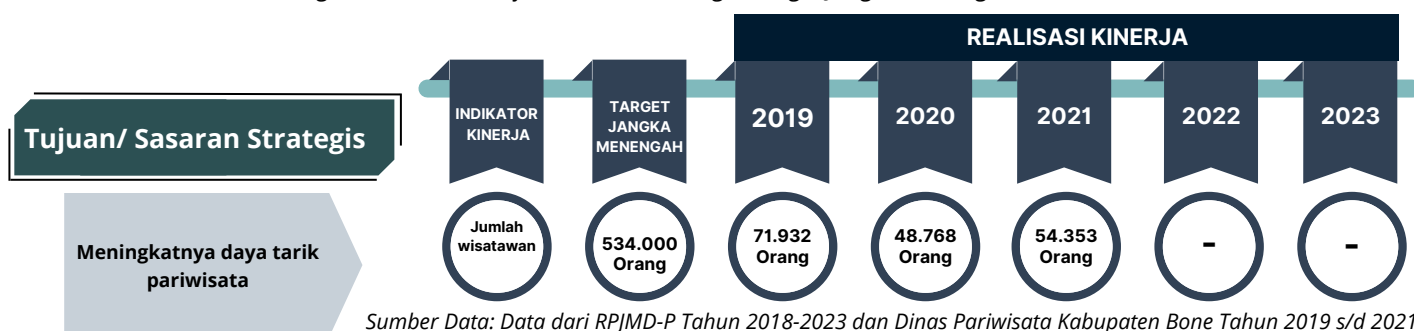 REALISASI KINERJA
Tujuan/ Sasaran Strategis
INDIKATOR
KINERJA
TARGET
JANGKA
MENENGAH
2019
2020
2021
2022
2023
Meningkatnya daya tarik
pariwisata
Jumlah
wisatawan
534.000
Orang
71.932
Orang
48.768
Orang
54.353
Orang
-
-
Sumber Data: Data dari RPJMD-P Tahun 2018-2023 dan Dinas Pariwisata Kabupaten Bone Tahun 2019 s/d 2021